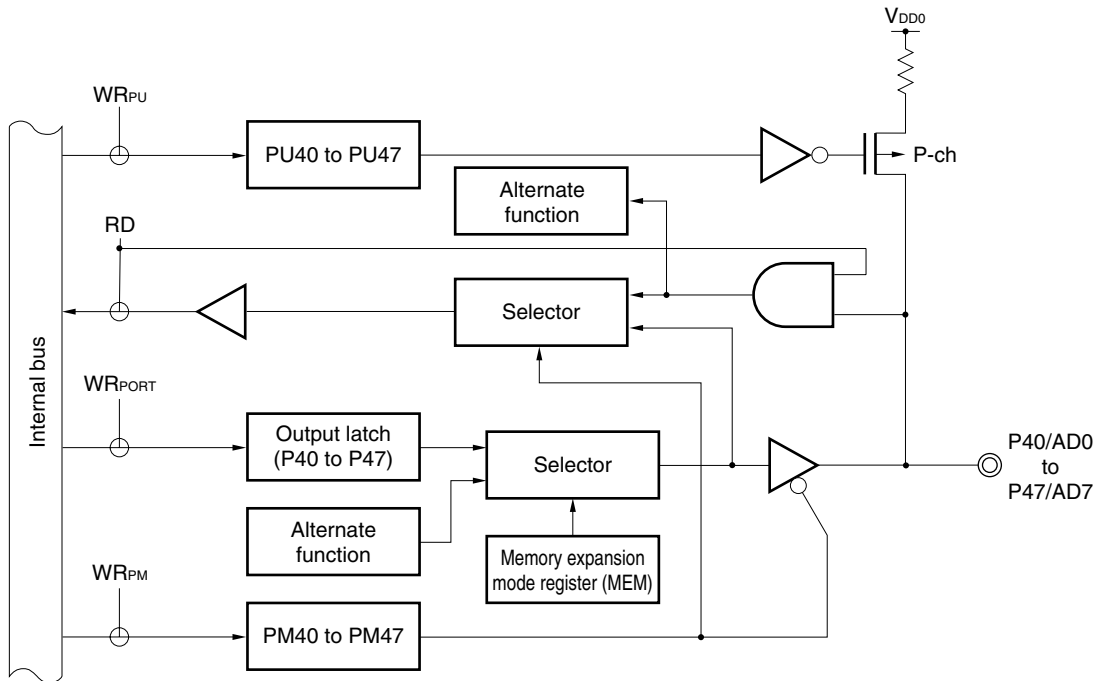 VDD0
WRPU
PU40 to PU47
P-ch
Alternate
function
RD
Selector
Internal bus
WRPORT
Output latch
(P40 to P47)
Selector
P40/AD0
to
P47/AD7
Alternate
function
Memory expansion
mode register (MEM)
WRPM
PM40 to PM47